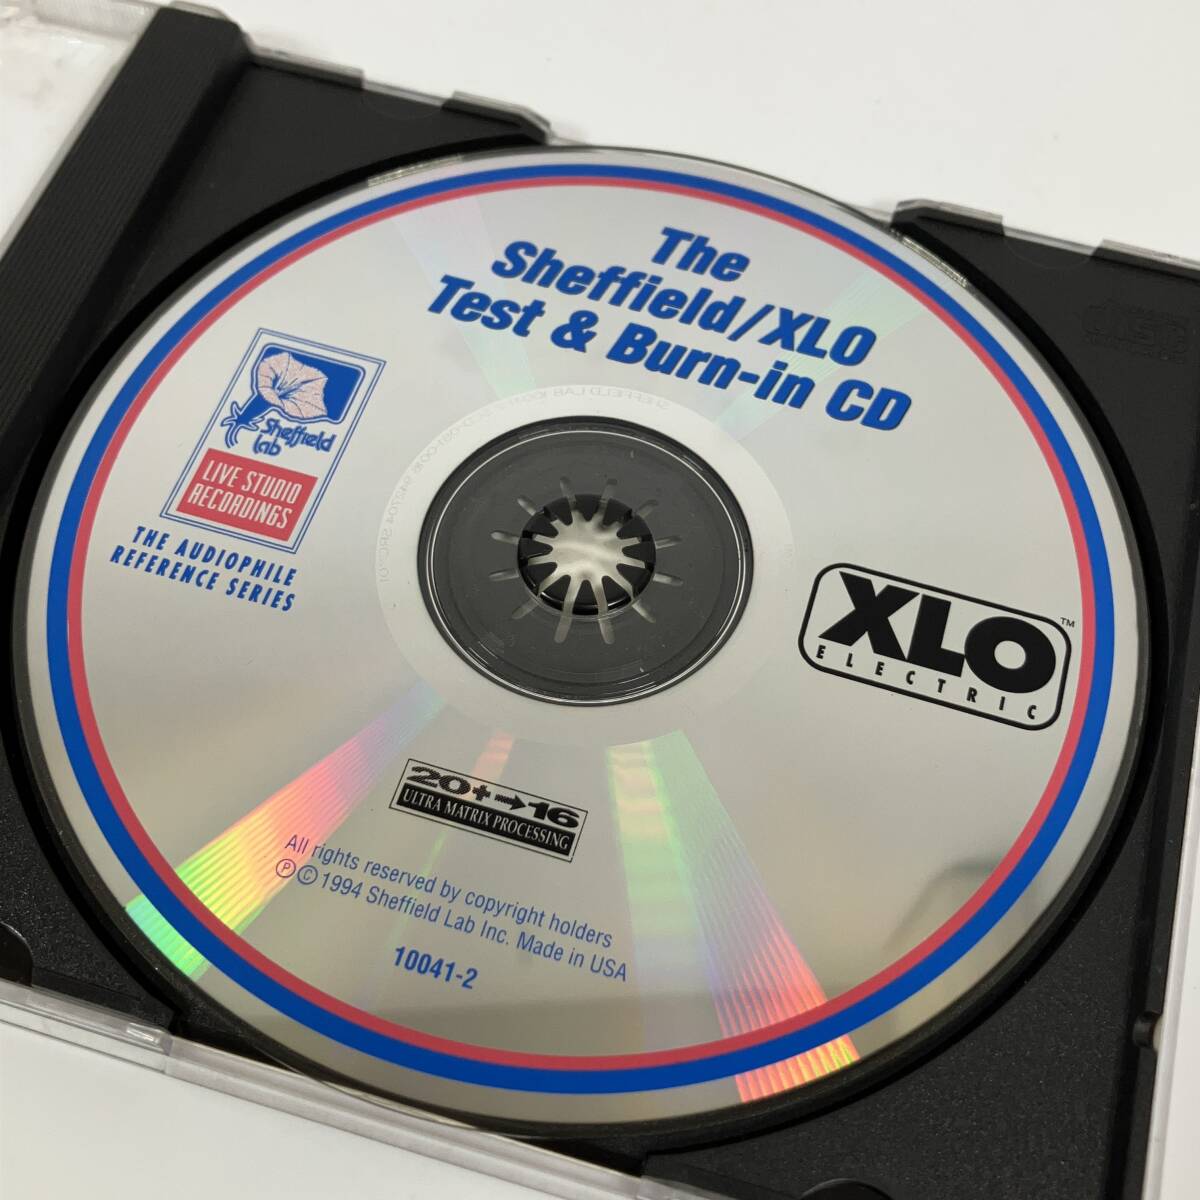 The
Sheffield/XLO
Test & Burn-in CD
Sheffield
lab
LIVE STUDIO
RECORDINGS
THE AUDIOPHILE
REFERENCE SERIES
XLO™
ELECTRIC
20+→16
ULTRA MATRIX PROCESSING
All rights reserved by copyright holders
℗ © 1994 Sheffield Lab Inc. Made in USA
10041-2